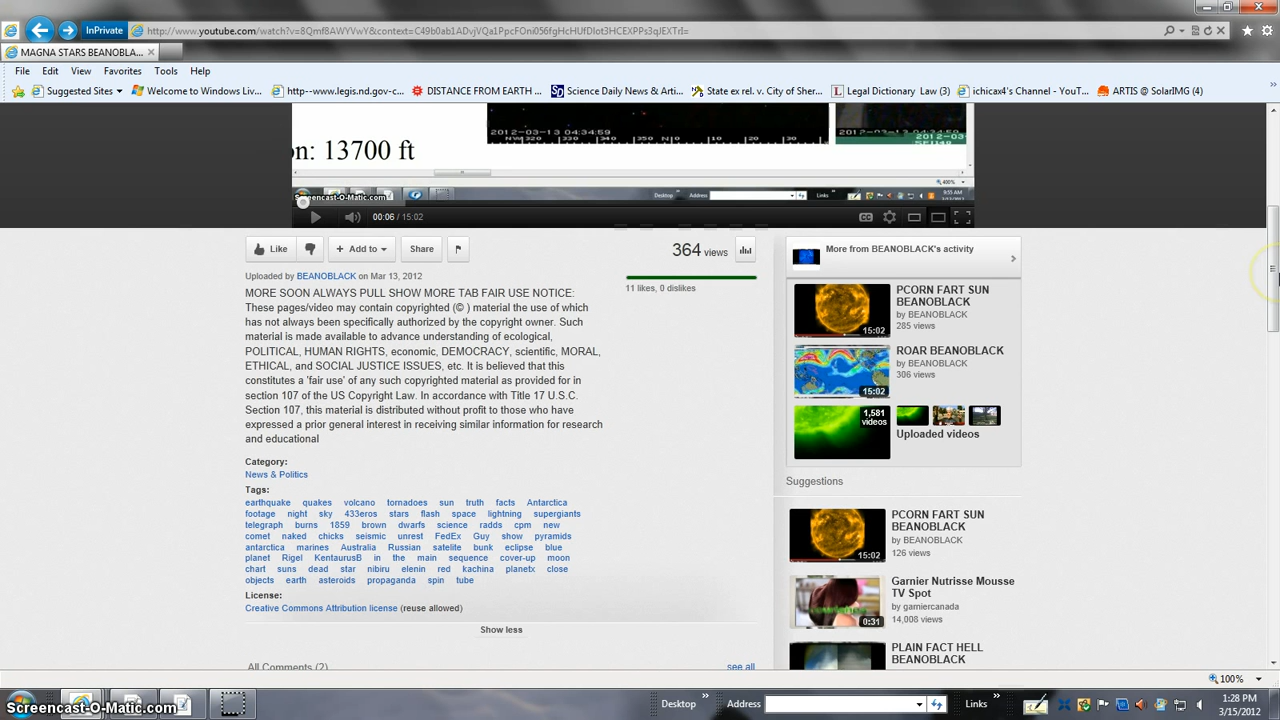 InPrivate http://www.youtube.com/watch?v=8Qmf8AWYVwY&context=C49b0ab1ADvjVQa1PpcFOni056fgHcHUfDlot3HCEXPPs3qJEXTrI=
MAGNA STARS BEANOBLA...
File Edit View Favorites Tools Help
Suggested Sites Welcome to Windows Liv... http--www.legis.nd.gov-c... DISTANCE FROM EARTH ... Science Daily News & Arti... State ex rel. v. City of Sher... Legal Dictionary Law (3) ichicax4's Channel - YouT... ARTIS @ SolarIMG (4)
2012-03-13 04:34:59
2012-03-13 04:34:59
on: 13700 ft
400%
Desktop Address Links 9:55 AM
Screencast-O-Matic.com
00:06 / 15:02 CC
Like Add to Share 364 views
Uploaded by BEANOBLACK on Mar 13, 2012
11 likes, 0 dislikes
MORE SOON ALWAYS PULL SHOW MORE TAB FAIR USE NOTICE:
These pages/video may contain copyrighted (© ) material the use of which
has not always been specifically authorized by the copyright owner. Such
material is made available to advance understanding of ecological,
POLITICAL, HUMAN RIGHTS, economic, DEMOCRACY, scientific, MORAL,
ETHICAL, and SOCIAL JUSTICE ISSUES, etc. It is believed that this
constitutes a 'fair use' of any such copyrighted material as provided for in
section 107 of the US Copyright Law. In accordance with Title 17 U.S.C.
Section 107, this material is distributed without profit to those who have
expressed a prior general interest in receiving similar information for research
and educational
Category:
News & Politics
Tags:
earthquake quakes volcano tornadoes sun truth facts Antarctica
footage night sky 433eros stars flash space lightning supergiants
telegraph burns 1859 brown dwarfs science radds cpm new
comet naked chicks seismic unrest FedEx Guy show pyramids
antarctica marines Australia Russian satelite bunk eclipse blue
planet Rigel KentaurusB in the main sequence cover-up moon
chart suns dead star nibiru elenin red kachina planetx close
objects earth asteroids propaganda spin tube
License:
Creative Commons Attribution license (reuse allowed)
Show less
All Comments (2) see all
More from BEANOBLACK's activity
PCORN FART SUN
BEANOBLACK
by BEANOBLACK
285 views
15:02
ROAR BEANOBLACK
by BEANOBLACK
306 views
15:02
1,581
videos
Uploaded videos
Suggestions
PCORN FART SUN
BEANOBLACK
by BEANOBLACK
126 views
15:02
Garnier Nutrisse Mousse
TV Spot
by garniercanada
14,008 views
0:31
PLAIN FACT HELL
BEANOBLACK
100%
Screencast-O-Matic.com
Desktop Address Links
1:28 PM
3/15/2012